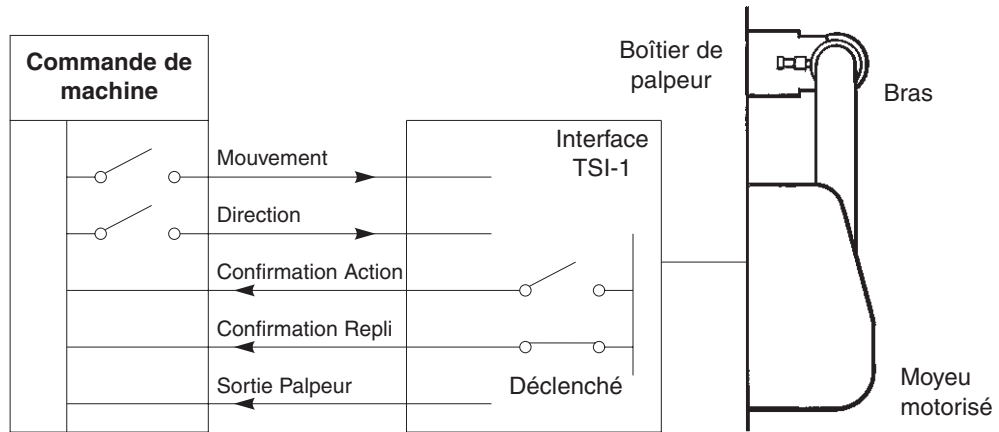 Commande de
machine
Mouvement
Direction
Confirmation Action
Confirmation Repli
Sortie Palpeur
Interface
TSI-1
Déclenché
Boîtier de
palpeur
Bras
Moyeu
motorisé